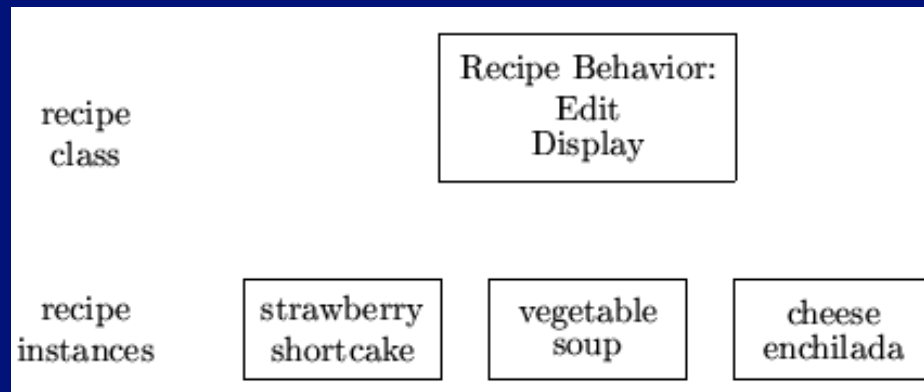 Recipe Behavior:
Edit
Display
recipe
class
recipe
instances
strawberry
shortcake
vegetable
soup
cheese
enchilada